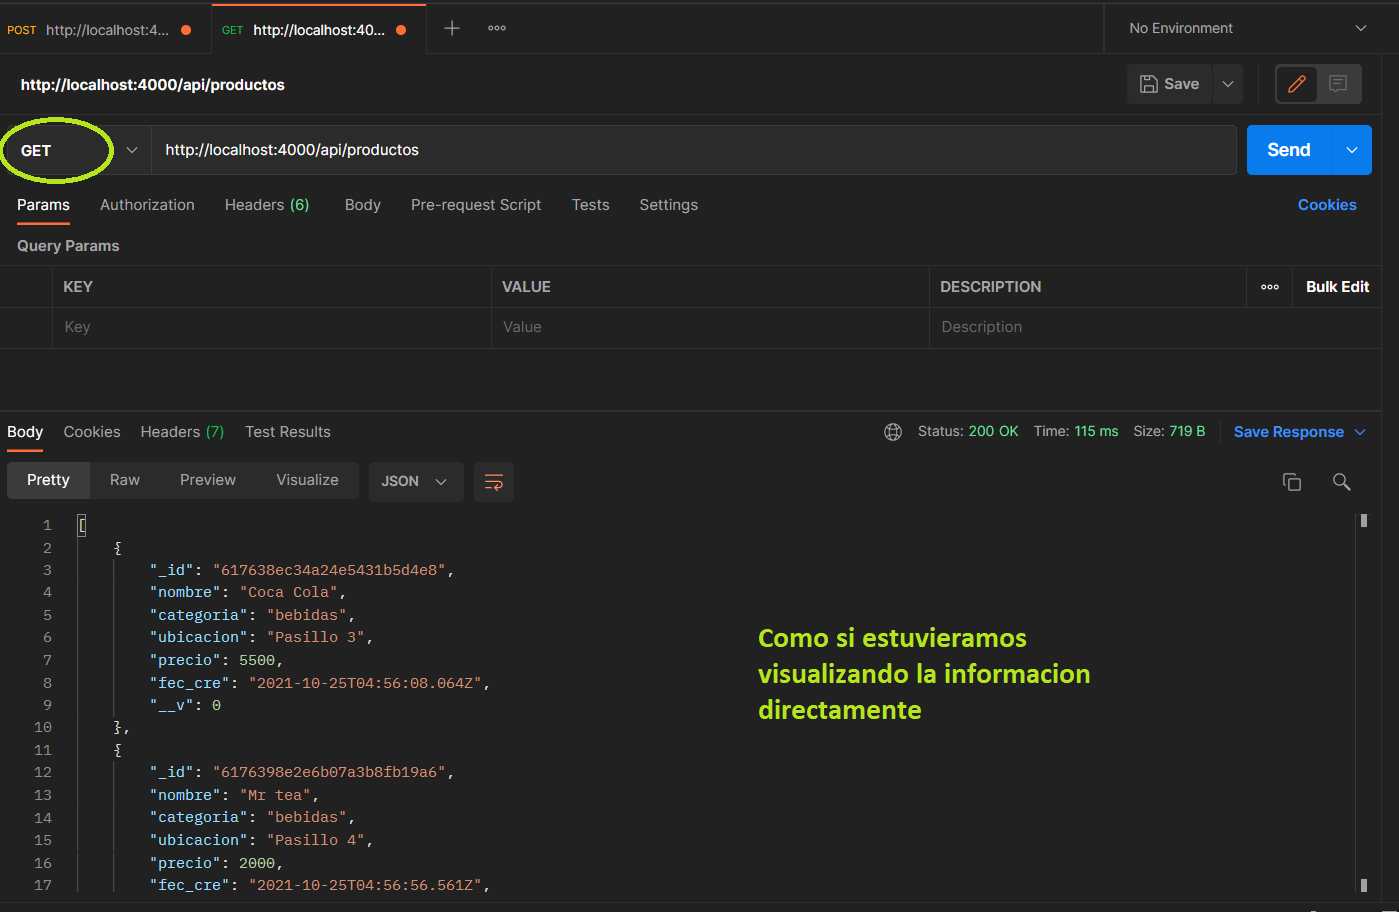 POST http://localhost:4... GET http://localhost:40... No Environment
http://localhost:4000/api/productos Save
GET http://localhost:4000/api/productos Send
Params Authorization Headers (6) Body Pre-request Script Tests Settings Cookies
Query Params
KEY VALUE DESCRIPTION Bulk Edit
Key Value Description
Body Cookies Headers (7) Test Results Status: 200 OK Time: 115 ms Size: 719 B Save Response
Pretty Raw Preview Visualize JSON
1 [
2 {
3 "_id": "617638ec34a24e5431b5d4e8",
4 "nombre": "Coca Cola",
5 "categoria": "bebidas",
6 "ubicacion": "Pasillo 3",
7 "precio": 5500,
8 "fec_cre": "2021-10-25T04:56:08.064Z",
9 "__v": 0
10 },
11 {
12 "_id": "6176398e2e6b07a3b8fb19a6",
13 "nombre": "Mr tea",
14 "categoria": "bebidas",
15 "ubicacion": "Pasillo 4",
16 "precio": 2000,
17 "fec_cre": "2021-10-25T04:56:56.561Z",
Como si estuvieramos
visualizando la informacion
directamente